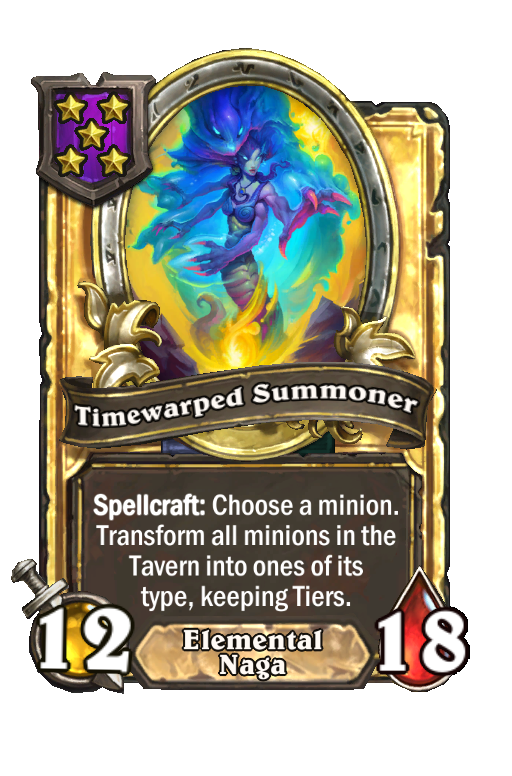 Timewarped Summoner
Spellcraft: Choose a minion.
Transform all minions in the
Tavern into ones of its
type, keeping Tiers.
12
Elemental
Naga
18